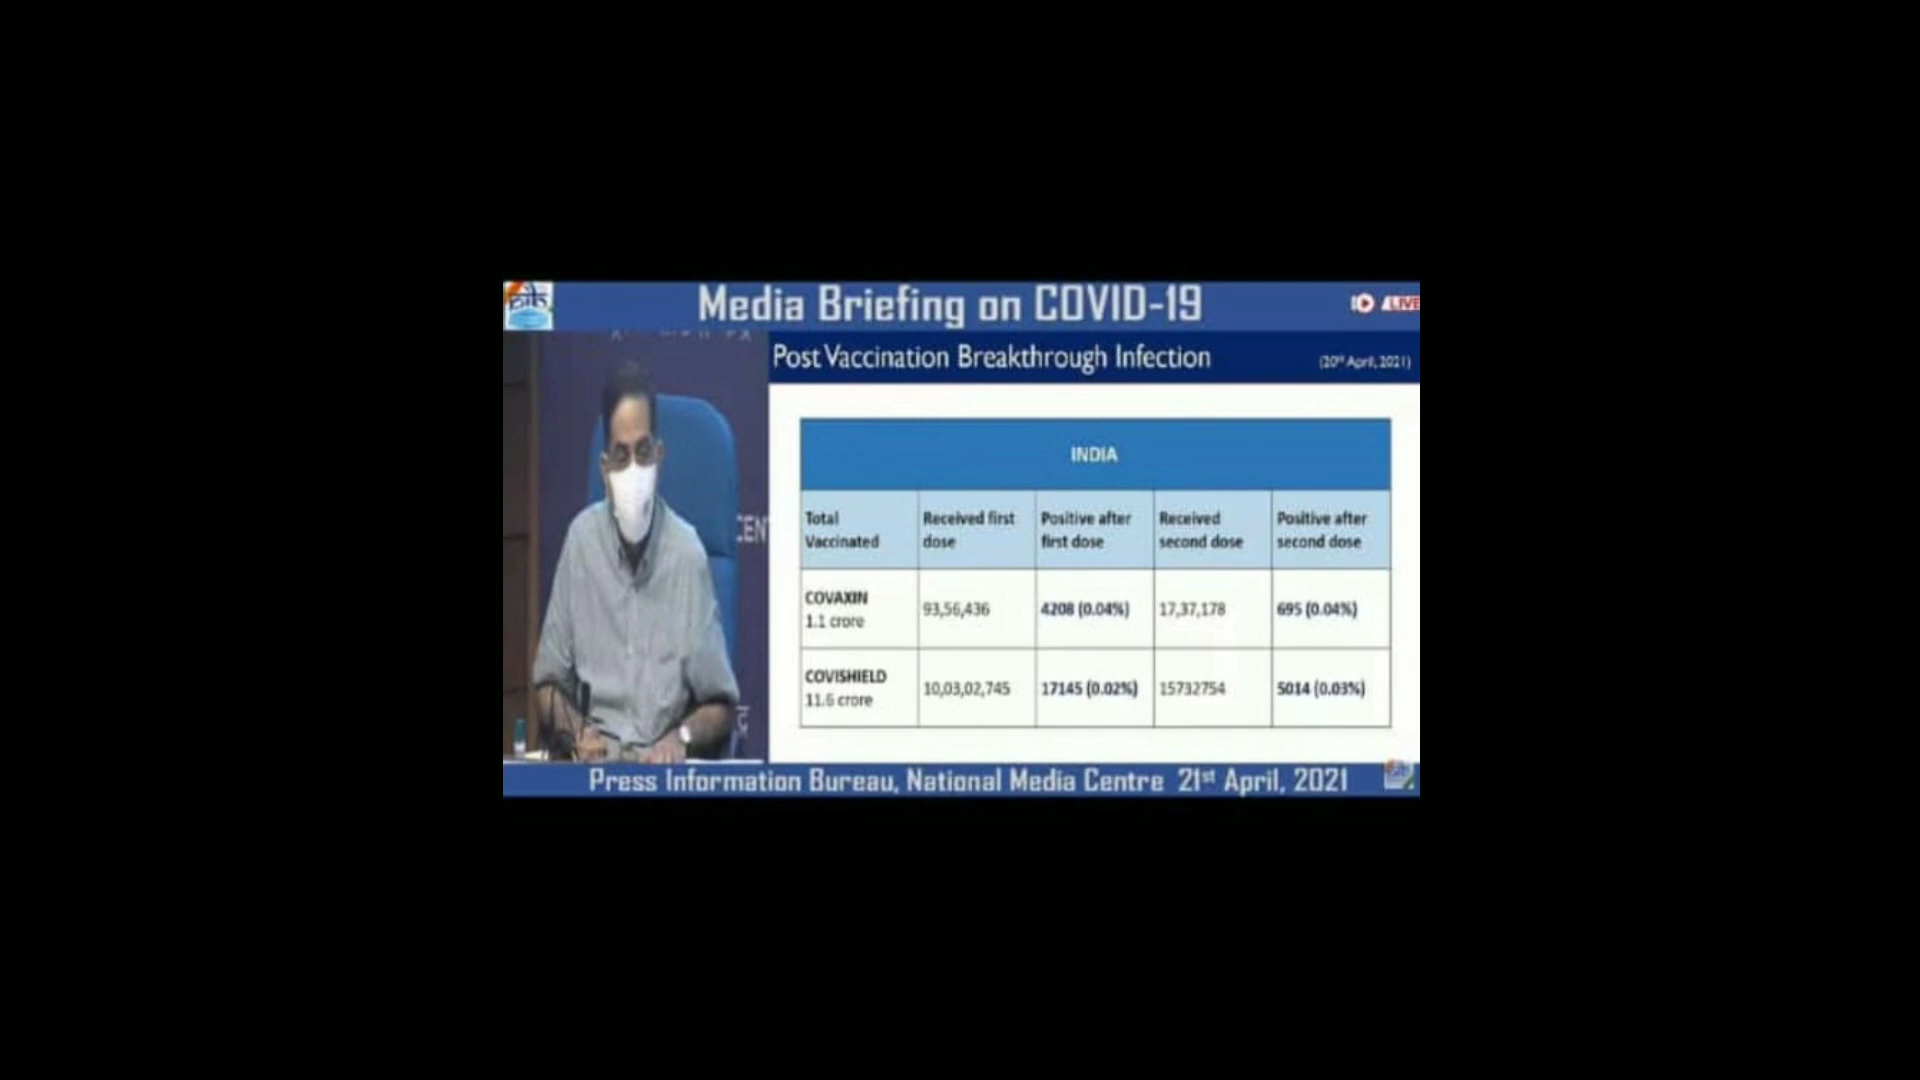 Media Briefing on COVID-19
LIVE
Post Vaccination Breakthrough Infection
(20th April, 2021)
INDIA
Total Vaccinated
Received first dose
Positive after first dose
Received second dose
Positive after second dose
COVAXIN
1.1 crore
93,56,436
4208 (0.04%)
17,37,178
695 (0.04%)
COVISHIELD
11.6 crore
10,03,02,745
17145 (0.02%)
15732754
5014 (0.03%)
CEN
Press Information Bureau, National Media Centre 21st April, 2021